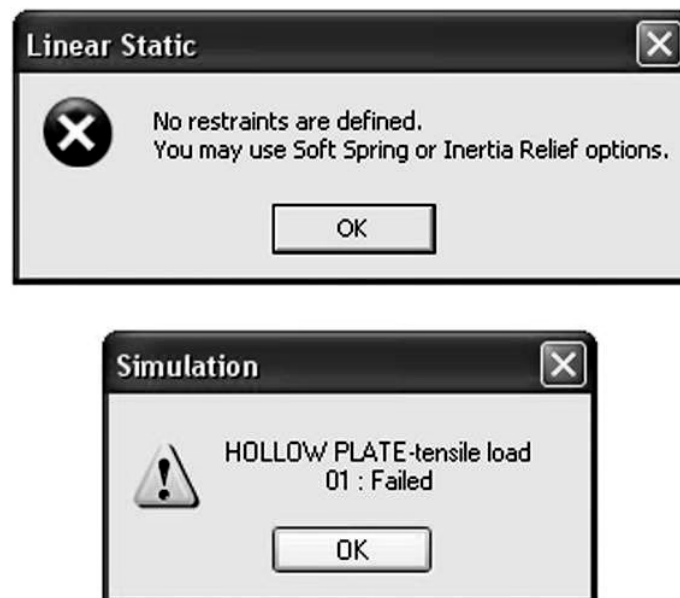 Linear Static
No restraints are defined.
You may use Soft Spring or Inertia Relief options.
OK
Simulation
HOLLOW PLATE-tensile load
01 : Failed
OK